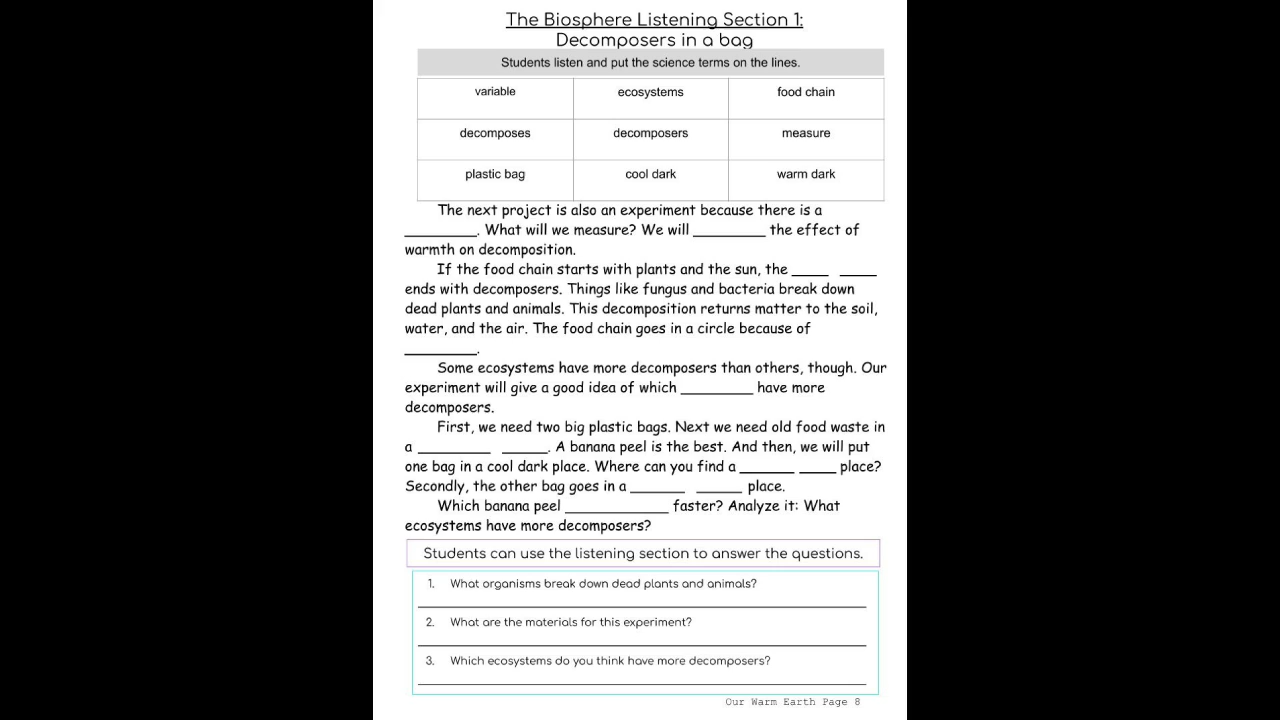 The Biosphere Listening Section 1:
Decomposers in a bag
Students listen and put the science terms on the lines.
variable ecosystems food chain
decomposes decomposers measure
plastic bag cool dark warm dark
The next project is also an experiment because there is a
________. What will we measure? We will ________ the effect of
warmth on decomposition.
If the food chain starts with plants and the sun, the ____ ____
ends with decomposers. Things like fungus and bacteria break down
dead plants and animals. This decomposition returns matter to the soil,
water, and the air. The food chain goes in a circle because of
________.
Some ecosystems have more decomposers than others, though. Our
experiment will give a good idea of which ________ have more
decomposers.
First, we need two big plastic bags. Next we need old food waste in
a ________ _____. A banana peel is the best. And then, we will put
one bag in a cool dark place. Where can you find a ______ ____ place?
Secondly, the other bag goes in a ______ _____ place.
Which banana peel ___________ faster? Analyze it: What
ecosystems have more decomposers?
Students can use the listening section to answer the questions.
1. What organisms break down dead plants and animals?
2. What are the materials for this experiment?
3. Which ecosystems do you think have more decomposers?
Our Warm Earth Page 8